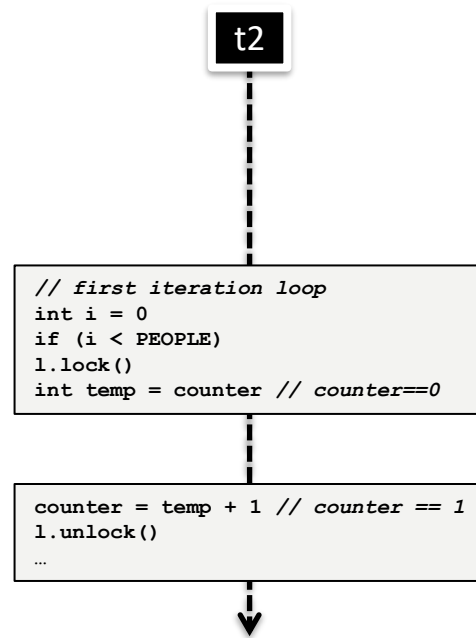 t2
// first iteration loop
int i = 0
if (i < PEOPLE)
l.lock()
int temp = counter // counter==0
counter = temp + 1 // counter == 1
l.unlock()
…